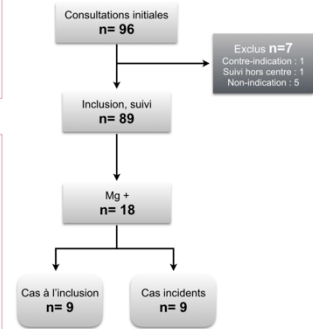 Consultations initiales
n= 96
Exclus n=7
Contre-indication : 1
Suivi hors centre : 1
Non-indication : 5
Inclusion, suivi
n= 89
Mg +
n= 18
Cas à l'inclusion
n= 9
Cas incidents
n= 9